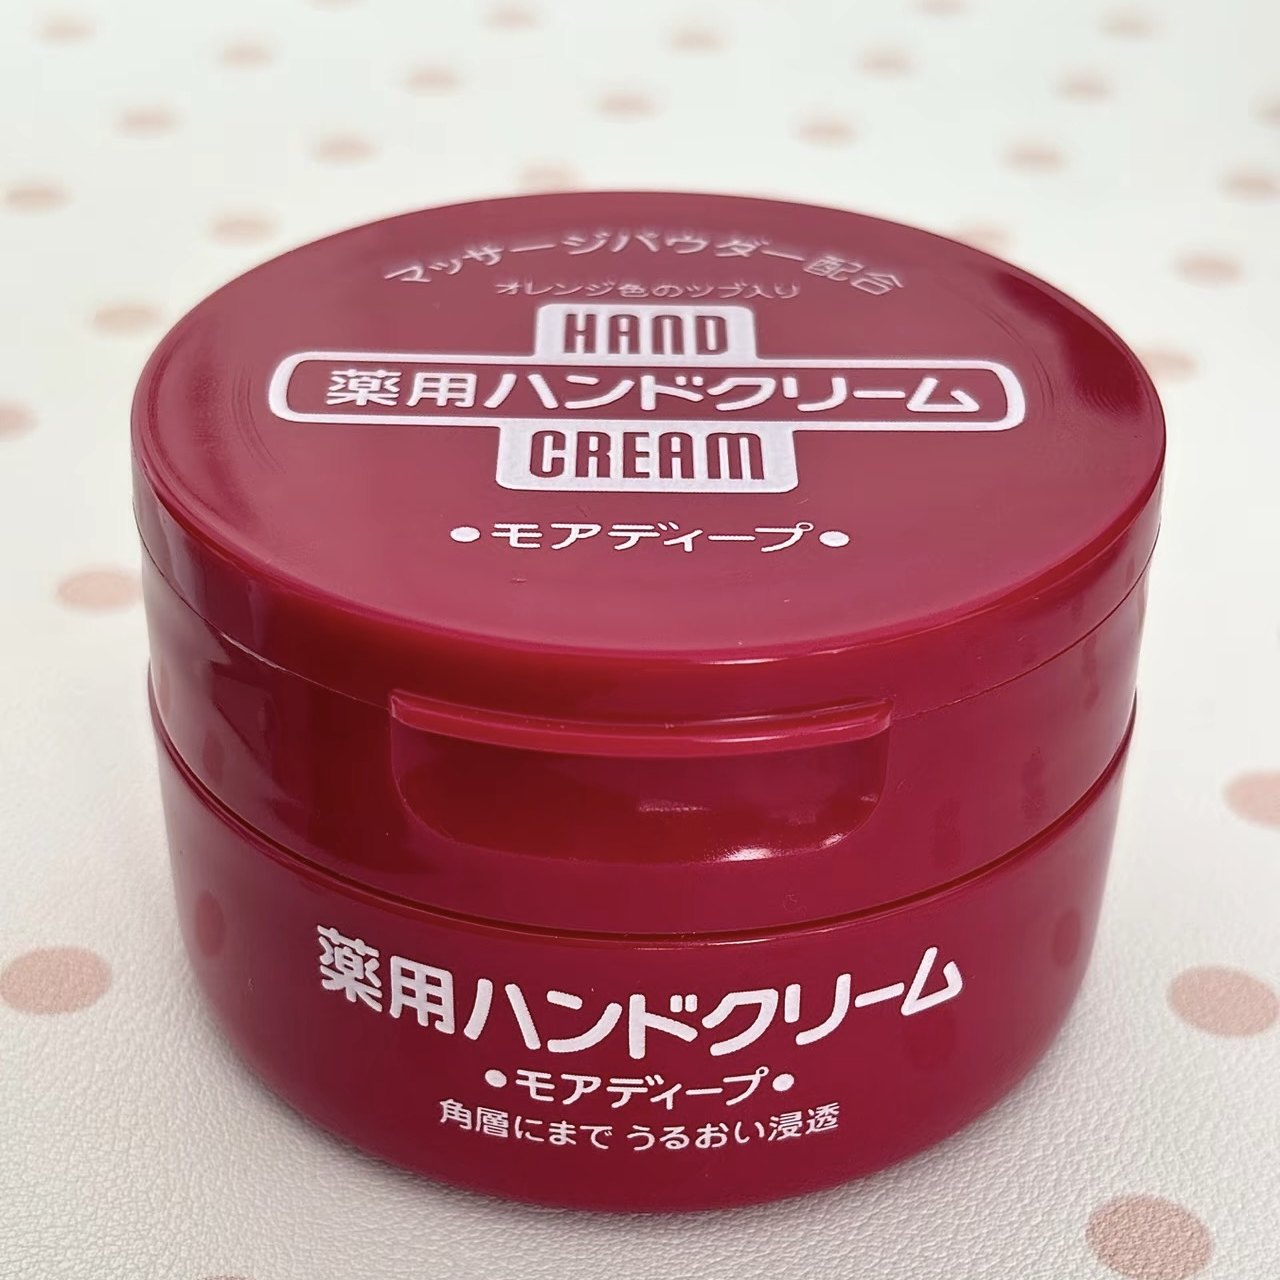 マッサージパウダー配合
オレンジ色のツブ入り
HAND
薬用ハンドクリーム
CREAM
•モアディープ•
薬用ハンドクリーム
•モアディープ•
角層にまで うるおい浸透